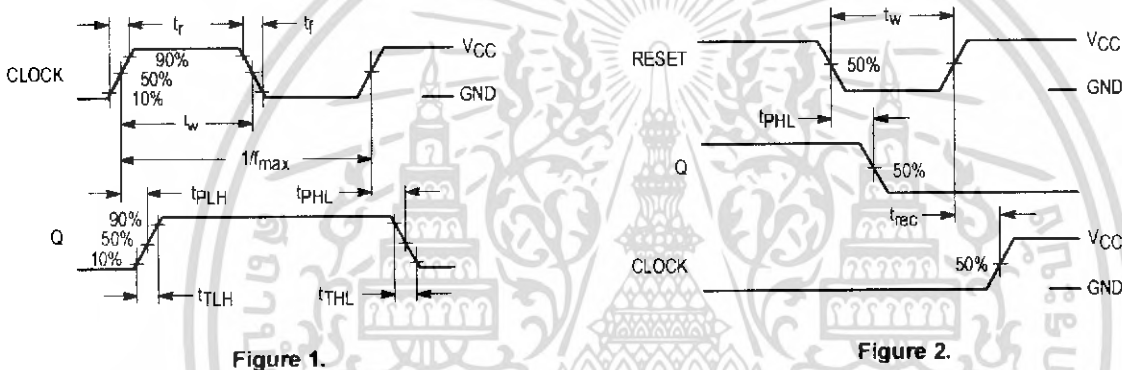 tr
tf
90%
50%
10%
CLOCK
VCC
GND
tw
1/fmax
tPLH
tPHL
90%
50%
10%
Q
tTLH
tTHL
Figure 1.
tw
RESET
50%
VCC
GND
tPHL
Q
50%
trec
CLOCK
50%
VCC
GND
Figure 2.